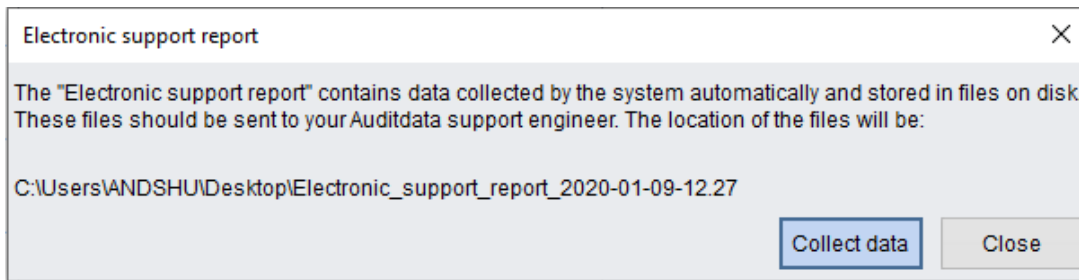 Electronic support report
The "Electronic support report" contains data collected by the system automatically and stored in files on disk
These files should be sent to your Auditdata support engineer. The location of the files will be:
C:\Users\ANDSHU\Desktop\Electronic_support_report_2020-01-09-12.27
Collect data Close